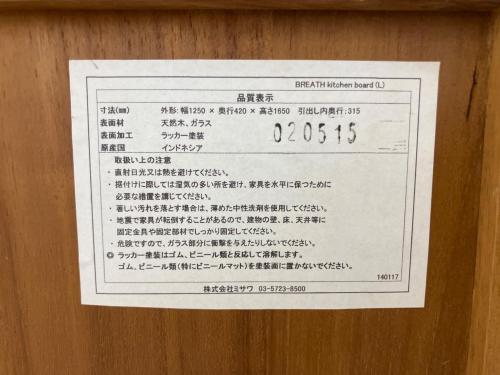 BREATH kitchen board (L)
品質表示
寸法(mm) 外形:幅1250 × 奥行420 × 高さ1650 引出し内奥行:315
表面材 天然木、ガラス
表面加工 ラッカー塗装
020515
原産国 インドネシア
取扱い上の注意
・直射日光又は熱を避けてください。
・据付けに際しては湿気の多い所を避け、家具を水平に保つために
必要な措置を講じてください。
・著しい汚れを落とす場合は、薄めた中性洗剤を使用してください。
・地震で家具が転倒することがあるので、建物の壁、床、天井等に
固定金具や固定部材でしっかり固定してください。
・危険ですので、ガラス部分に衝撃を与えたりしないでください。
◎ ラッカー塗装はゴム、ビニール類と反応して溶解します。
ゴム、ビニール類(特にビニールマット)を塗装面に置かないでください。
140117
株式会社ミサワ 03-5723-8500